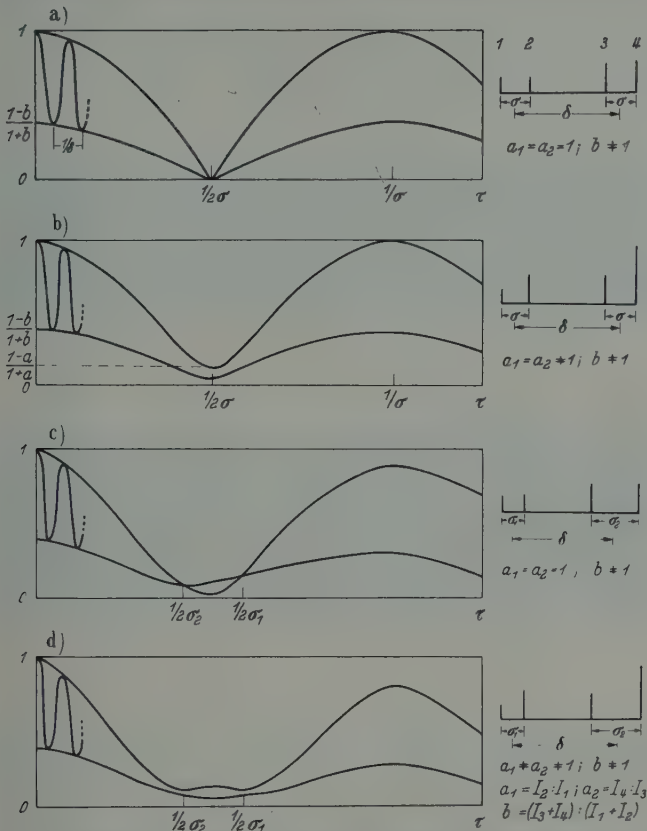 a)
1
1-b
1+b
1/δ
0
1/2σ
1/σ
τ
1 2 3 4
σ σ
δ
a₁=a₂=1; b ≠ 1
b)
1
1-b
1+b
1-a
1+a
0
1/2σ
1/σ
τ
σ σ
δ
a₁=a₂ ≠ 1; b ≠ 1
c)
1
1/2σ₂
1/2σ₁
τ
σ₁ σ₂
δ
a₁=a₂=1, b ≠ 1
d)
1
0
1/2σ₂
1/2σ₁
τ
σ₁ σ₂
δ
a₁ ≠ a₂ ≠ 1; b ≠ 1
a₁=I₂:I₁; a₂=I₄:I₃
b=(I₃+I₄):(I₁+I₂)